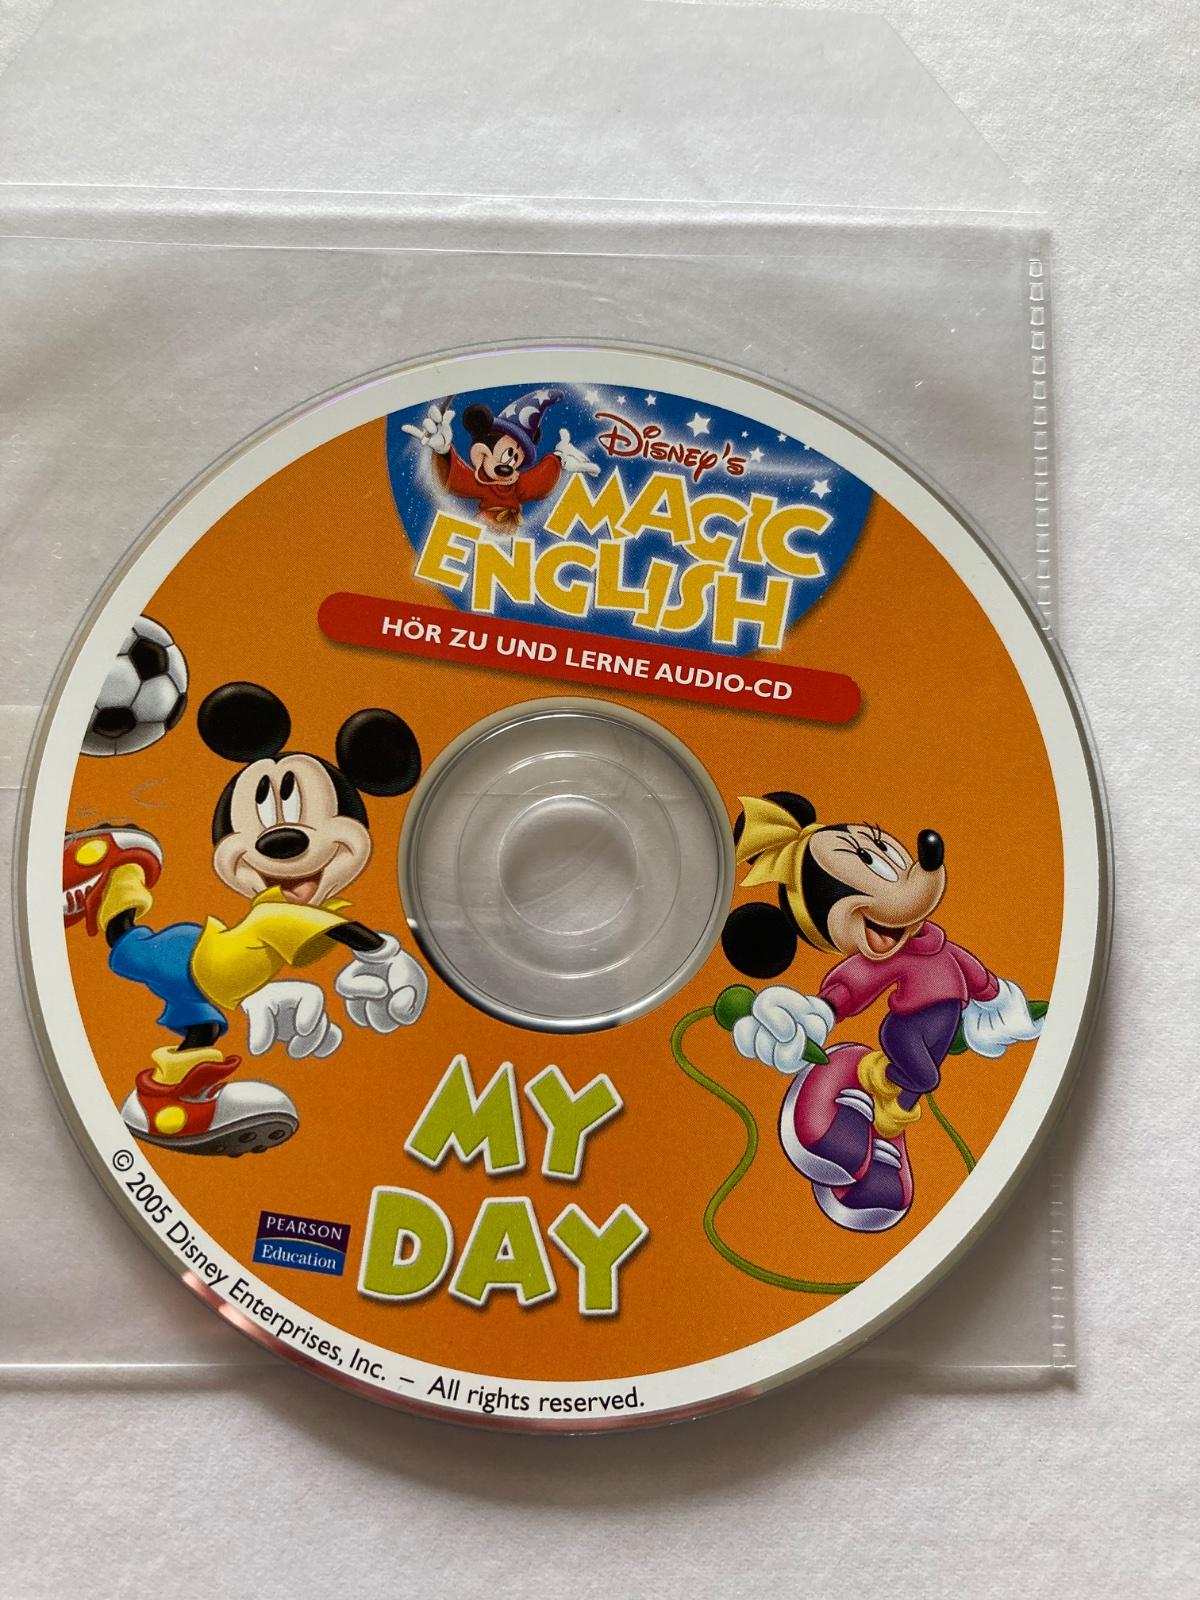 Disney's
MAGIC
ENGLISH
HÖR ZU UND LERNE AUDIO-CD
MY
DAY
PEARSON
Education
© 2005 Disney Enterprises, Inc. – All rights reserved.